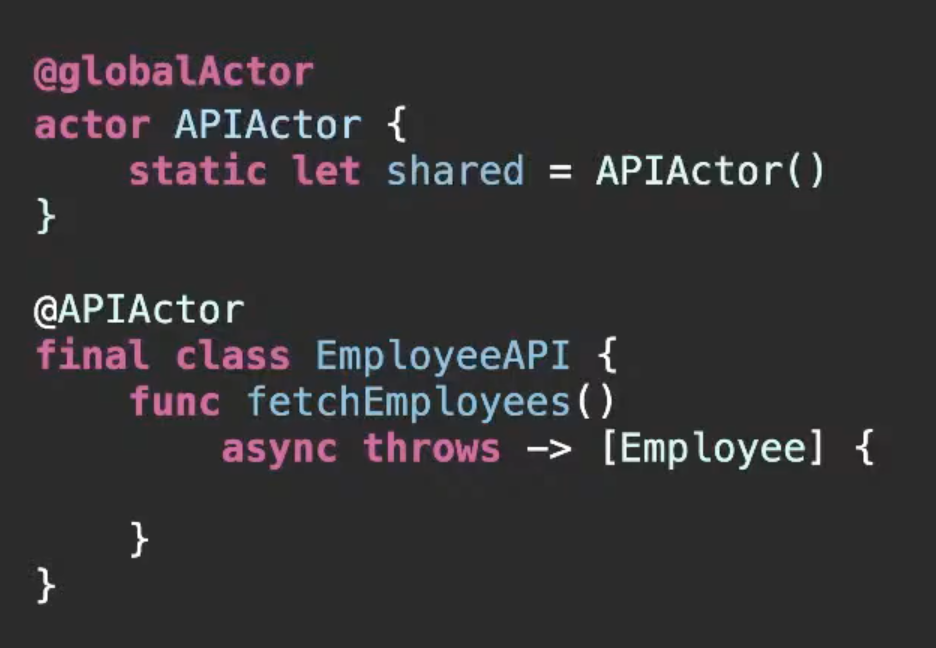 @globalActor
actor APIActor {
    static let shared = APIActor()
}

@APIActor
final class EmployeeAPI {
    func fetchEmployees()
        async throws -> [Employee] {

    }
}